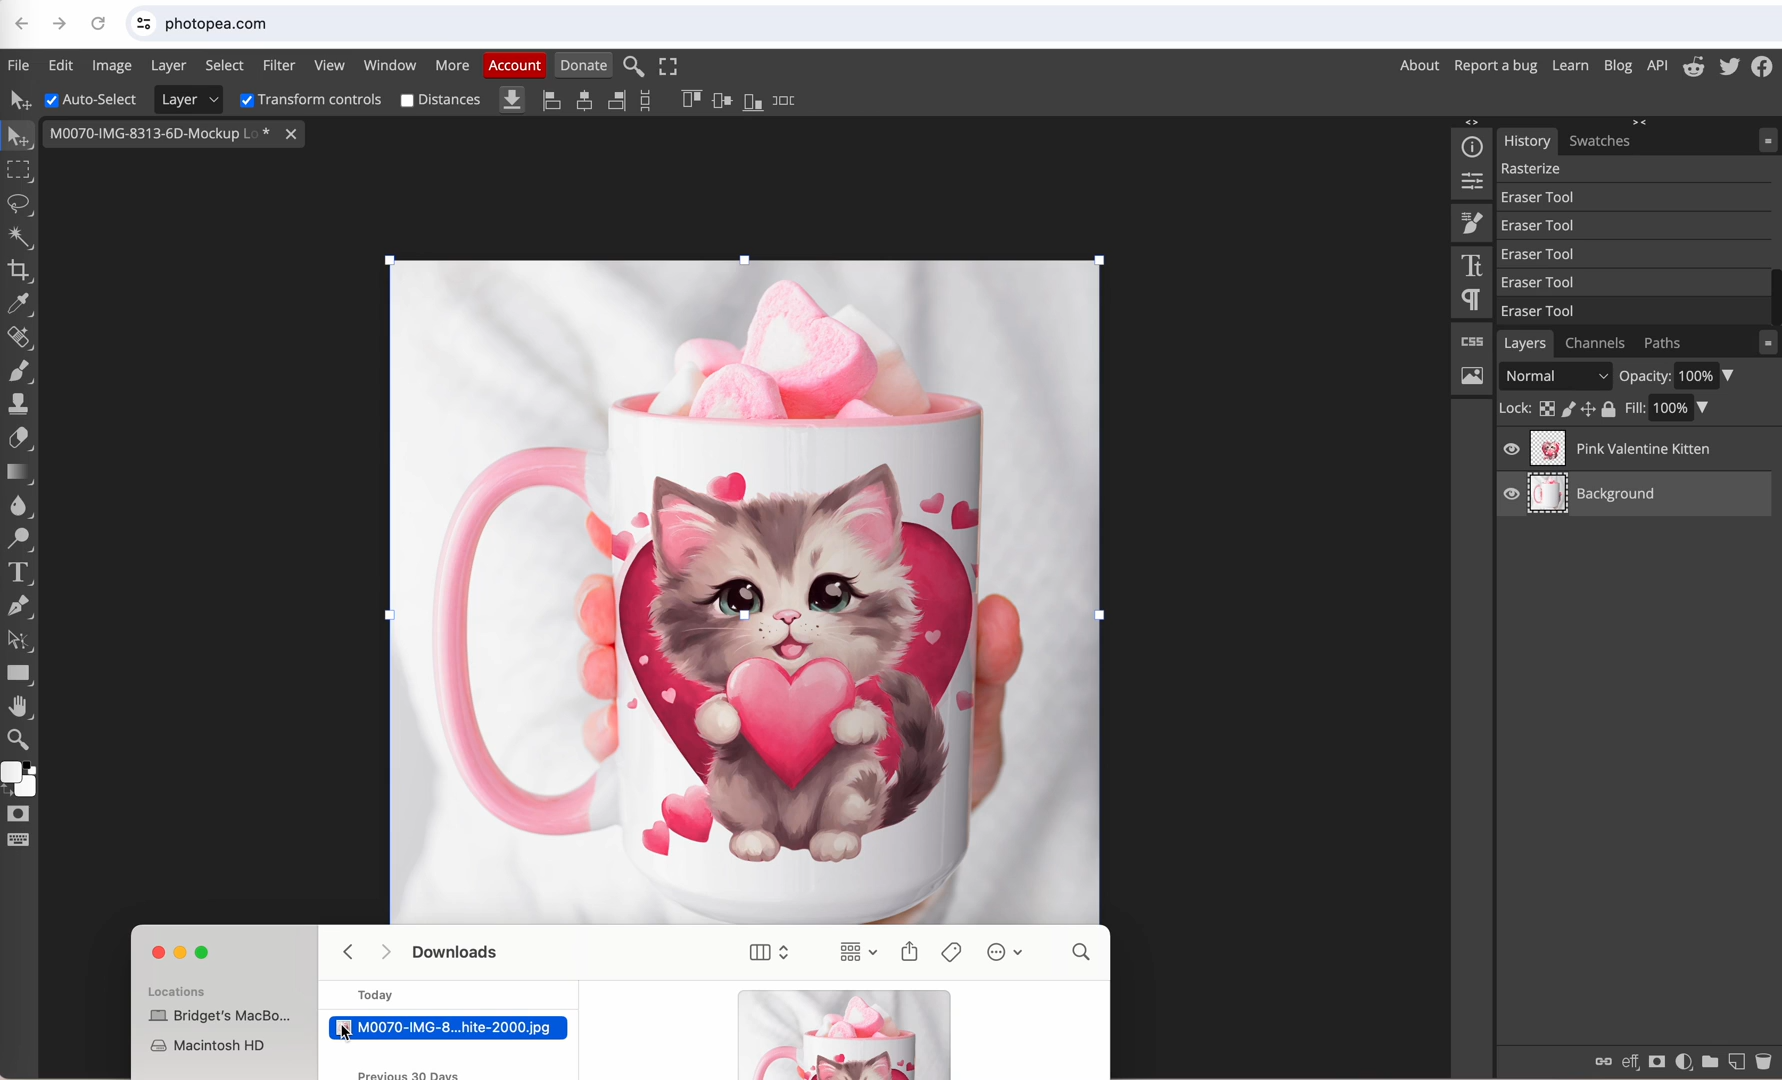 photopea.com
File Edit Image Layer Select Filter View Window More Account Donate About Report a bug Learn Blog API
Auto-Select Layer Transform controls Distances
M0070-IMG-8313-6D-Mockup Lo *
History Swatches
Rasterize
Eraser Tool
Eraser Tool
Eraser Tool
Eraser Tool
Eraser Tool
CSS
Layers Channels Paths
Normal Opacity: 100%
Lock: Fill: 100%
Pink Valentine Kitten
Background
eff
Downloads
Locations
Bridget's MacBo...
Macintosh HD
Today
M0070-IMG-8...hite-2000.jpg
Previous 30 Days